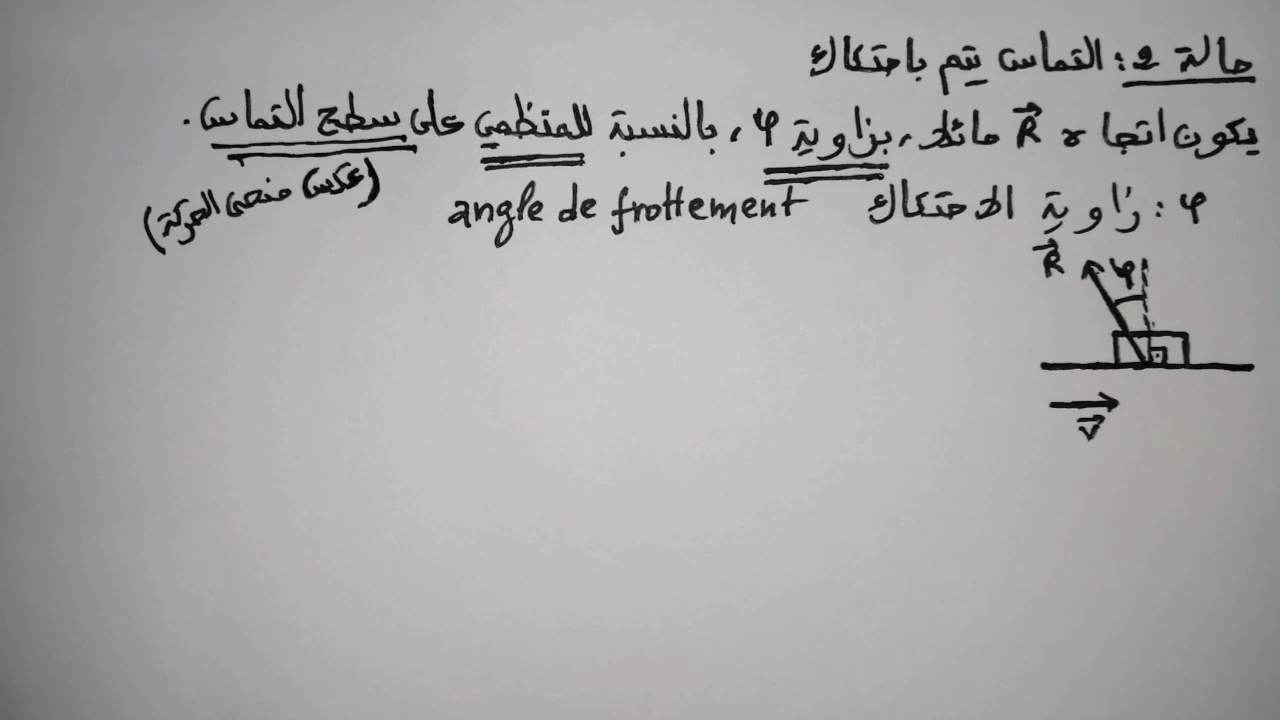 حالة 2: التماس يتم باحتكاك
يكون اتجاه R مائلا، بزاوية φ، بالنسبة للمنظمي على سطح التماس.
(عكس منحى الحركة)
φ: زاوية الاحتكاك angle de frottement
R φ
V